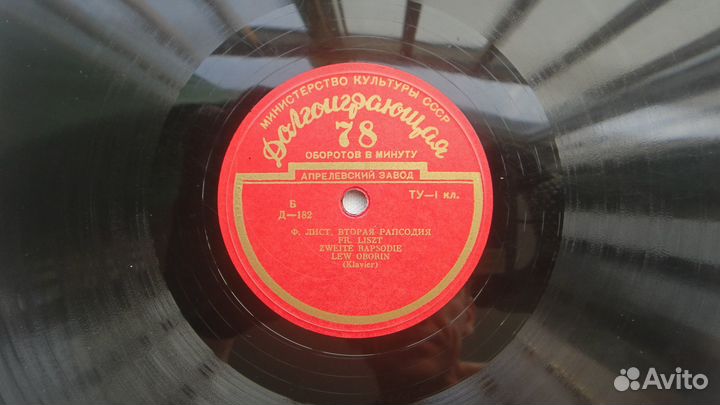 МИНИСТЕРСТВО КУЛЬТУРЫ СССР
Долгоиграющая
78
ОБОРОТОВ В МИНУТУ
АПРЕЛЕВСКИЙ ЗАВОД
Б
Д—182
ТУ—I кл.
Ф. ЛИСТ, ВТОРАЯ РАПСОДИЯ
FR. LISZT
ZWEITE RAPSODIE
LEW OBORIN
(Klavier)
Avito